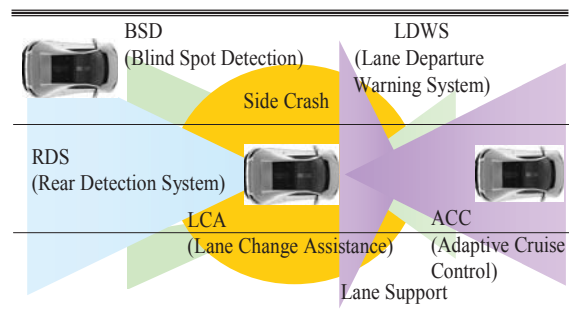 BSD
(Blind Spot Detection)
LDWS
(Lane Departure
Warning System)
Side Crash
RDS
(Rear Detection System)
LCA
(Lane Change Assistance)
ACC
(Adaptive Cruise
Control)
Lane Support